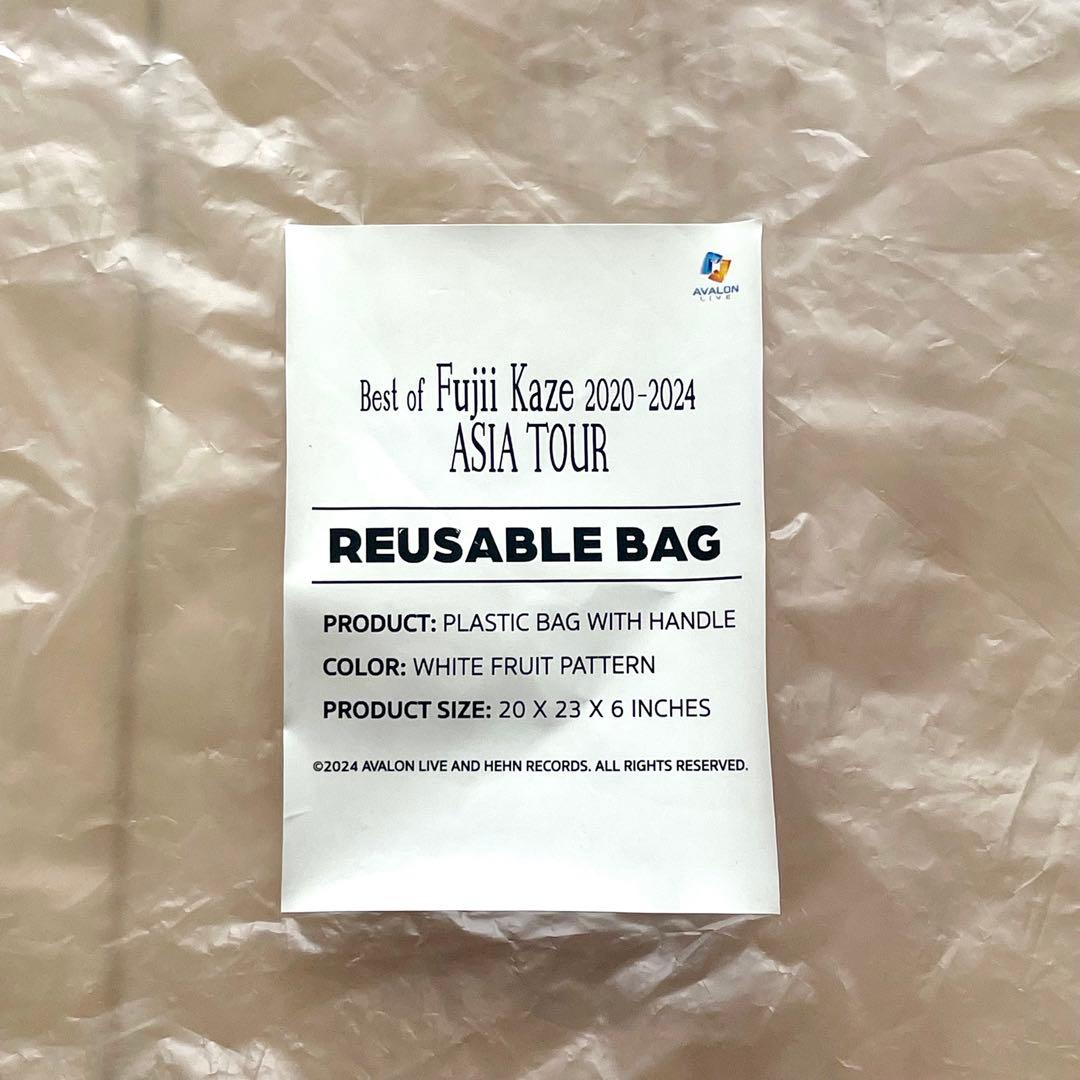 AVALON
LIVE
Best of Fujii Kaze 2020-2024
ASIA TOUR
REUSABLE BAG
PRODUCT: PLASTIC BAG WITH HANDLE
COLOR: WHITE FRUIT PATTERN
PRODUCT SIZE: 20 X 23 X 6 INCHES
©2024 AVALON LIVE AND HEHN RECORDS. ALL RIGHTS RESERVED.